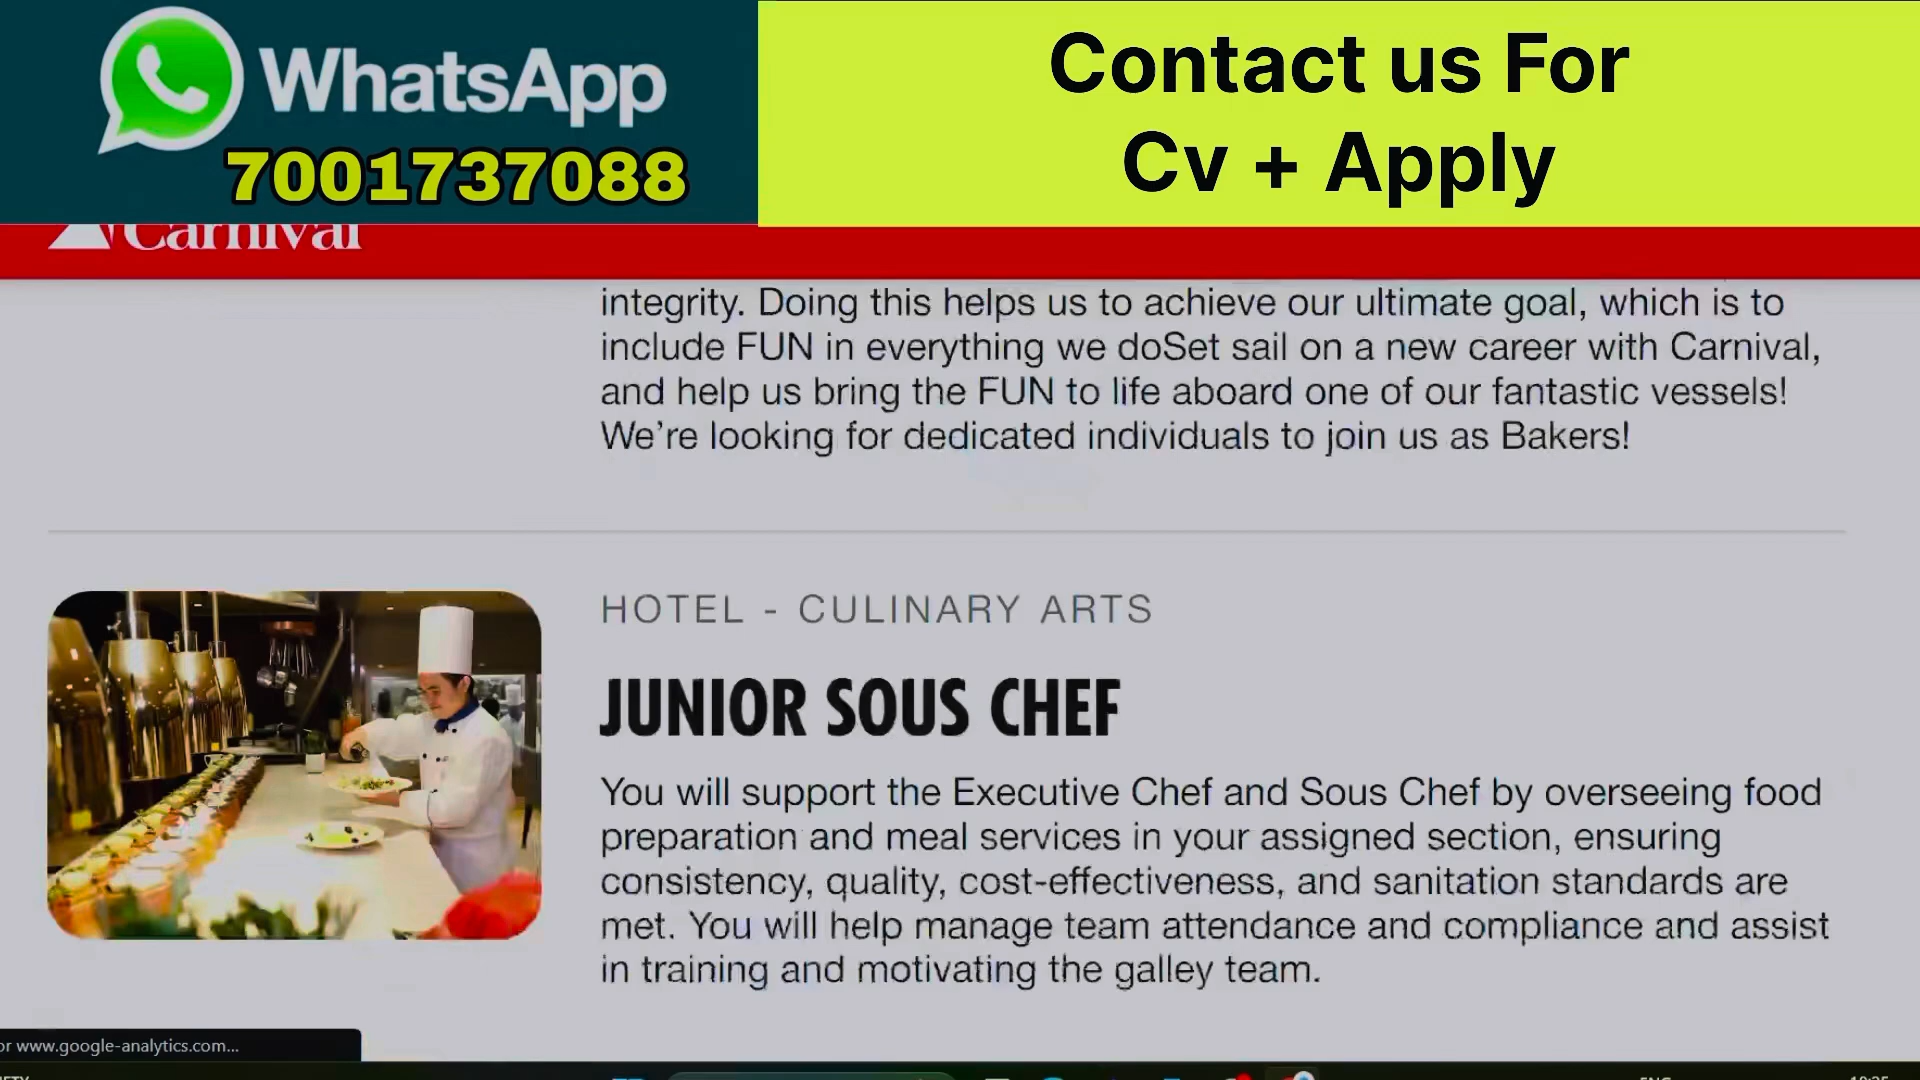 WhatsApp
7001737088
Contact us For
Cv + Apply
Carnival
integrity. Doing this helps us to achieve our ultimate goal, which is to
include FUN in everything we doSet sail on a new career with Carnival,
and help us bring the FUN to life aboard one of our fantastic vessels!
We're looking for dedicated individuals to join us as Bakers!
HOTEL - CULINARY ARTS
JUNIOR SOUS CHEF
You will support the Executive Chef and Sous Chef by overseeing food
preparation and meal services in your assigned section, ensuring
consistency, quality, cost-effectiveness, and sanitation standards are
met. You will help manage team attendance and compliance and assist
in training and motivating the galley team.
or www.google-analytics.com...